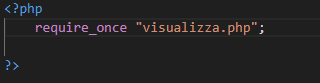 <?php
require_once "visualizza.php";
?>